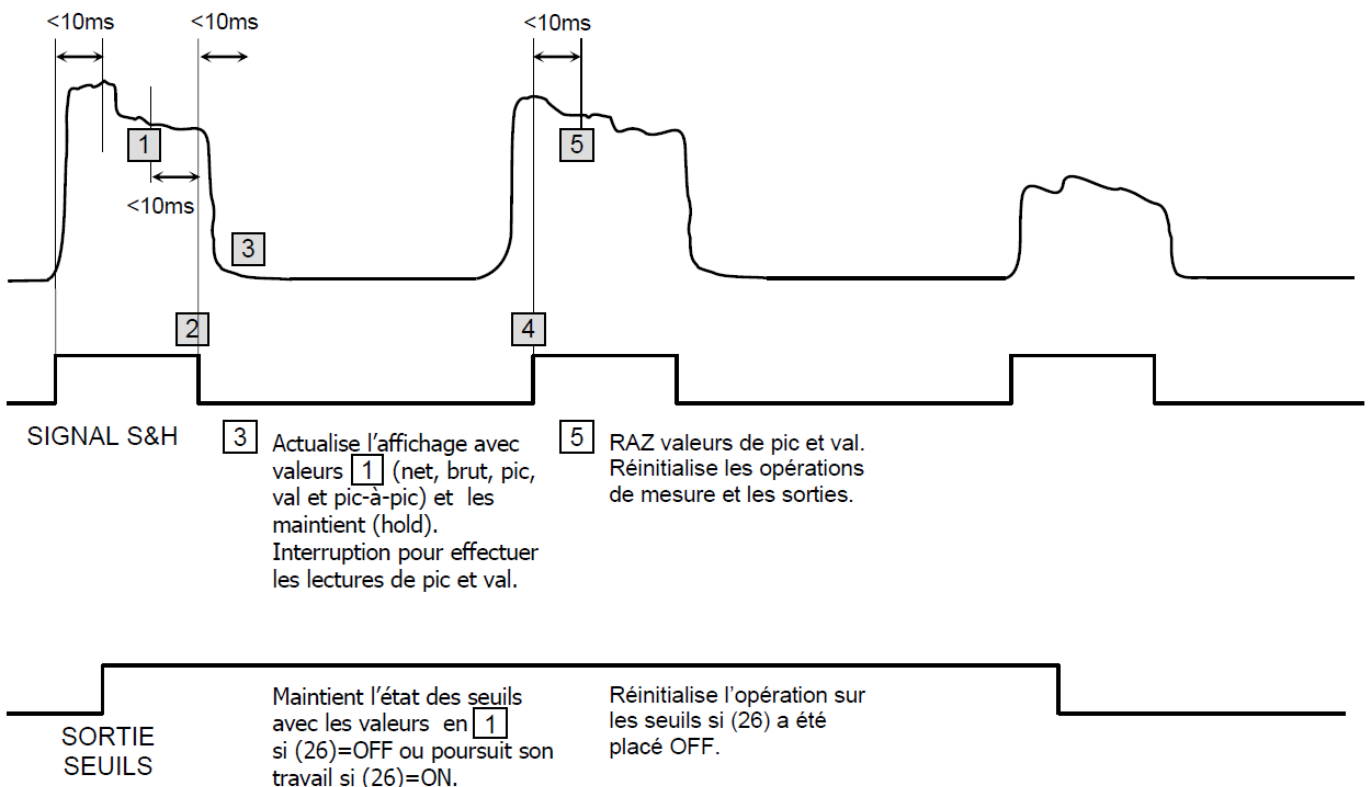 <10ms
<10ms
<10ms
1
5
<10ms
3
2
4
SIGNAL S&H
3
Actualise l'affichage avec
valeurs 1 (net, brut, pic,
val et pic-à-pic) et les
maintient (hold).
Interruption pour effectuer
les lectures de pic et val.
5
RAZ valeurs de pic et val.
Réinitialise les opérations
de mesure et les sorties.
SORTIE
SEUILS
Maintient l'état des seuils
avec les valeurs en 1
si (26)=OFF ou poursuit son
travail si (26)=ON.
Réinitialise l'opération sur
les seuils si (26) a été
placé OFF.